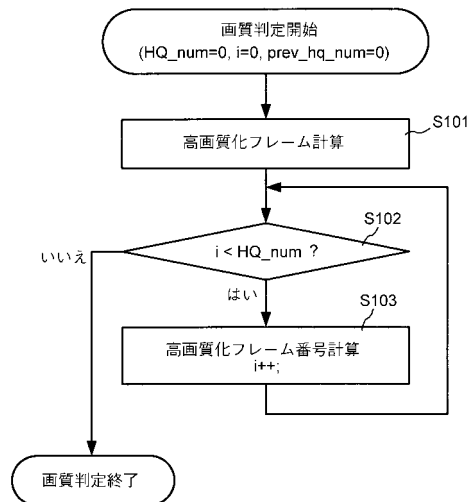 画質判定開始
(HQ_num=0, i=0, prev_hq_num=0)
S101
高画質化フレーム計算
S102
i < HQ_num ?
いいえ
はい
S103
高画質化フレーム番号計算
i++;
画質判定終了